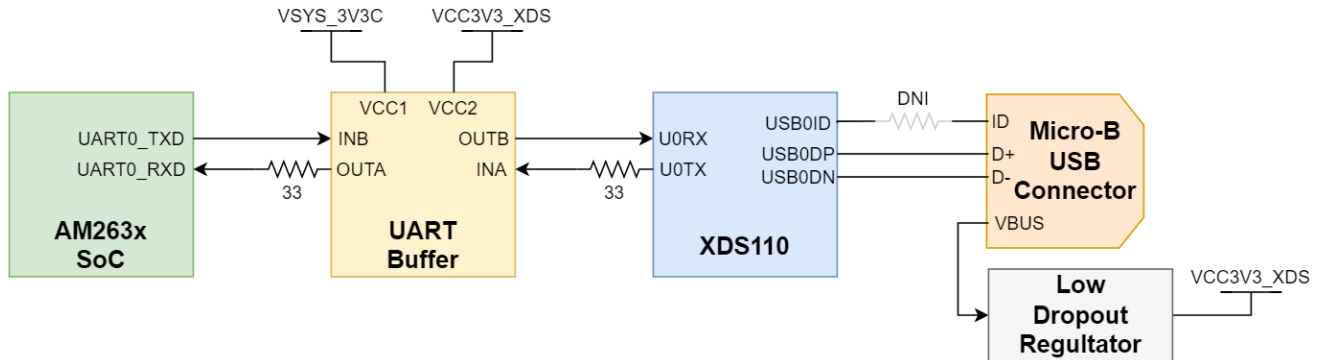 VSYS_3V3C
VCC3V3_XDS
VCC1
VCC2
UART0_TXD
UART0_RXD
33
INB
OUTA
OUTB
INA
33
U0RX
U0TX
USB0ID
USB0DP
USB0DN
DNI
ID
D+
D-
VBUS
Micro-B
USB
Connector
AM263x
SoC
UART
Buffer
XDS110
Low
Dropout
Regultator
VCC3V3_XDS